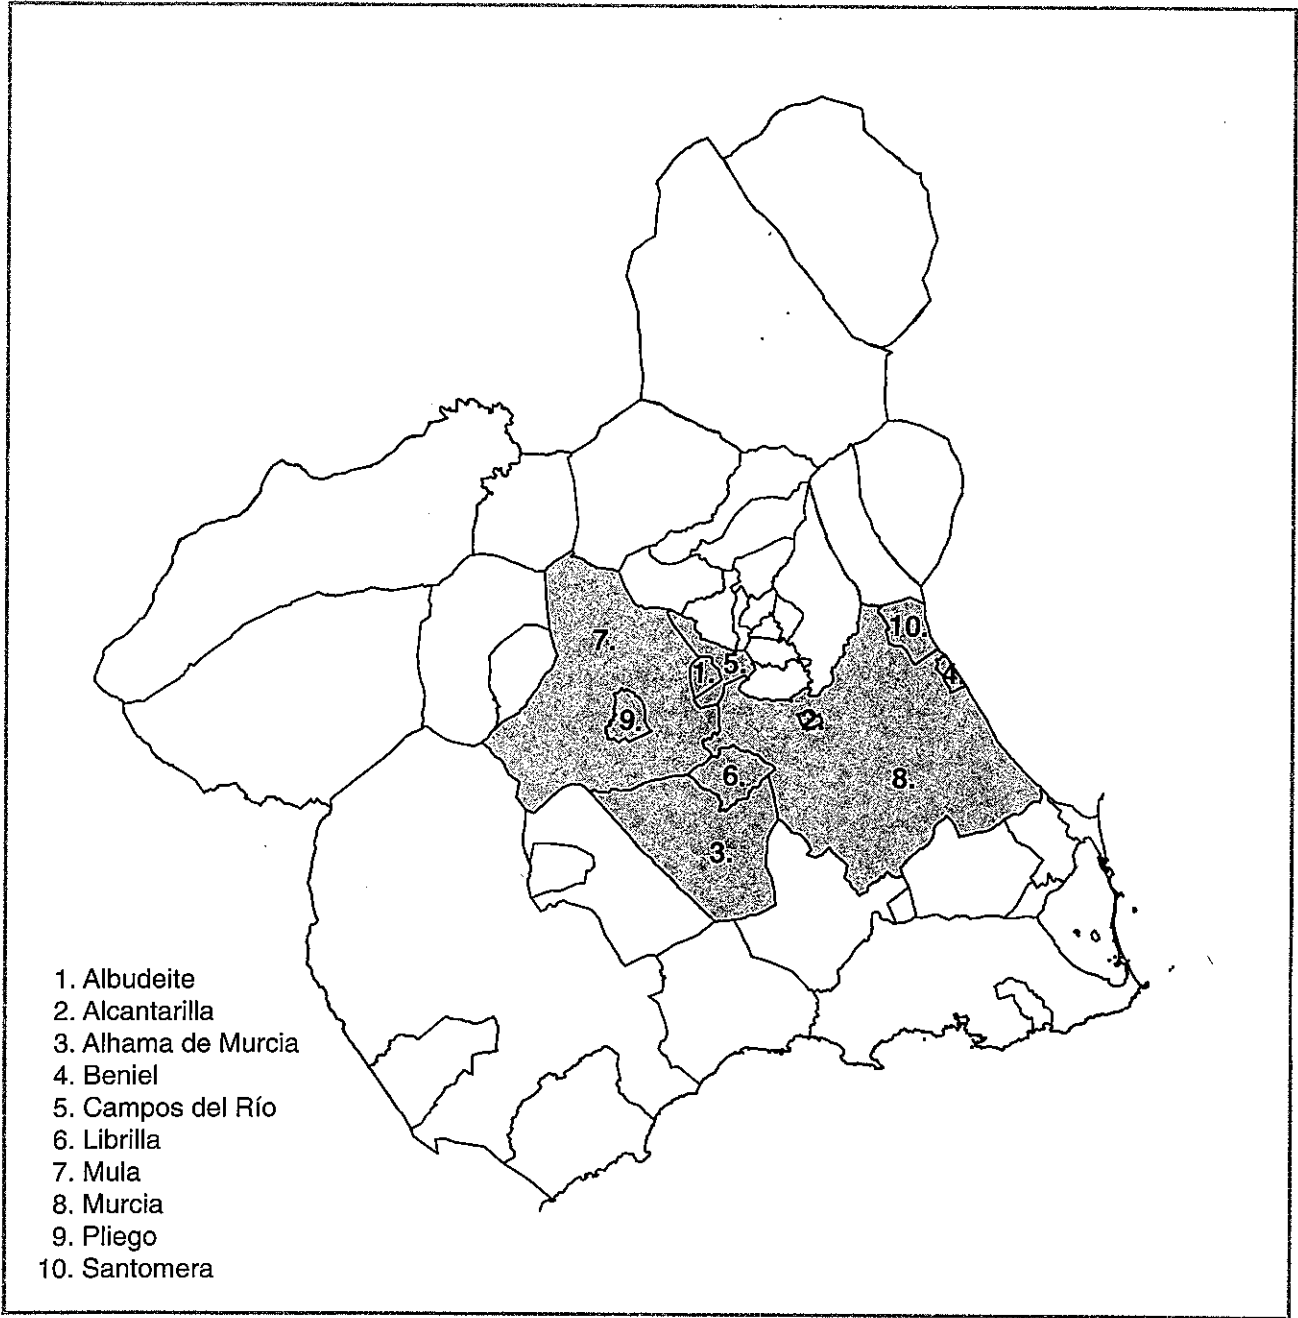 10.
7.
5.
1.
4.
9.
2.
6.
8.
3.
1. Albudeite
2. Alcantarilla
3. Alhama de Murcia
4. Beniel
5. Campos del Río
6. Librilla
7. Mula
8. Murcia
9. Pliego
10. Santomera